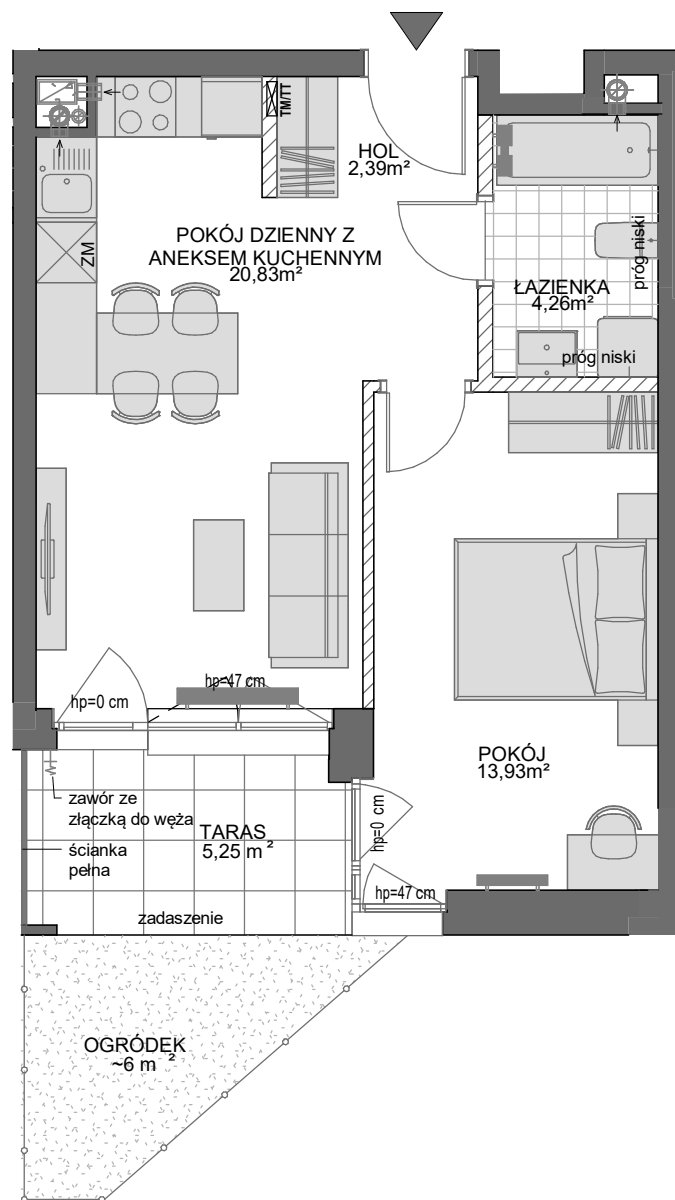 TM/TT
HOL
2,39m²
POKÓJ DZIENNY Z
ANEKSEM KUCHENNYM
20,83m²
ZM
ŁAZIENKA
4,26m²
próg niski
próg niski
hp=0 cm
hp=47 cm
POKÓJ
13,93m²
zawór ze
złączką do węża
ścianka
pełna
TARAS
5,25 m²
hp=0 cm
hp=47 cm
zadaszenie
OGRÓDEK
~6 m²